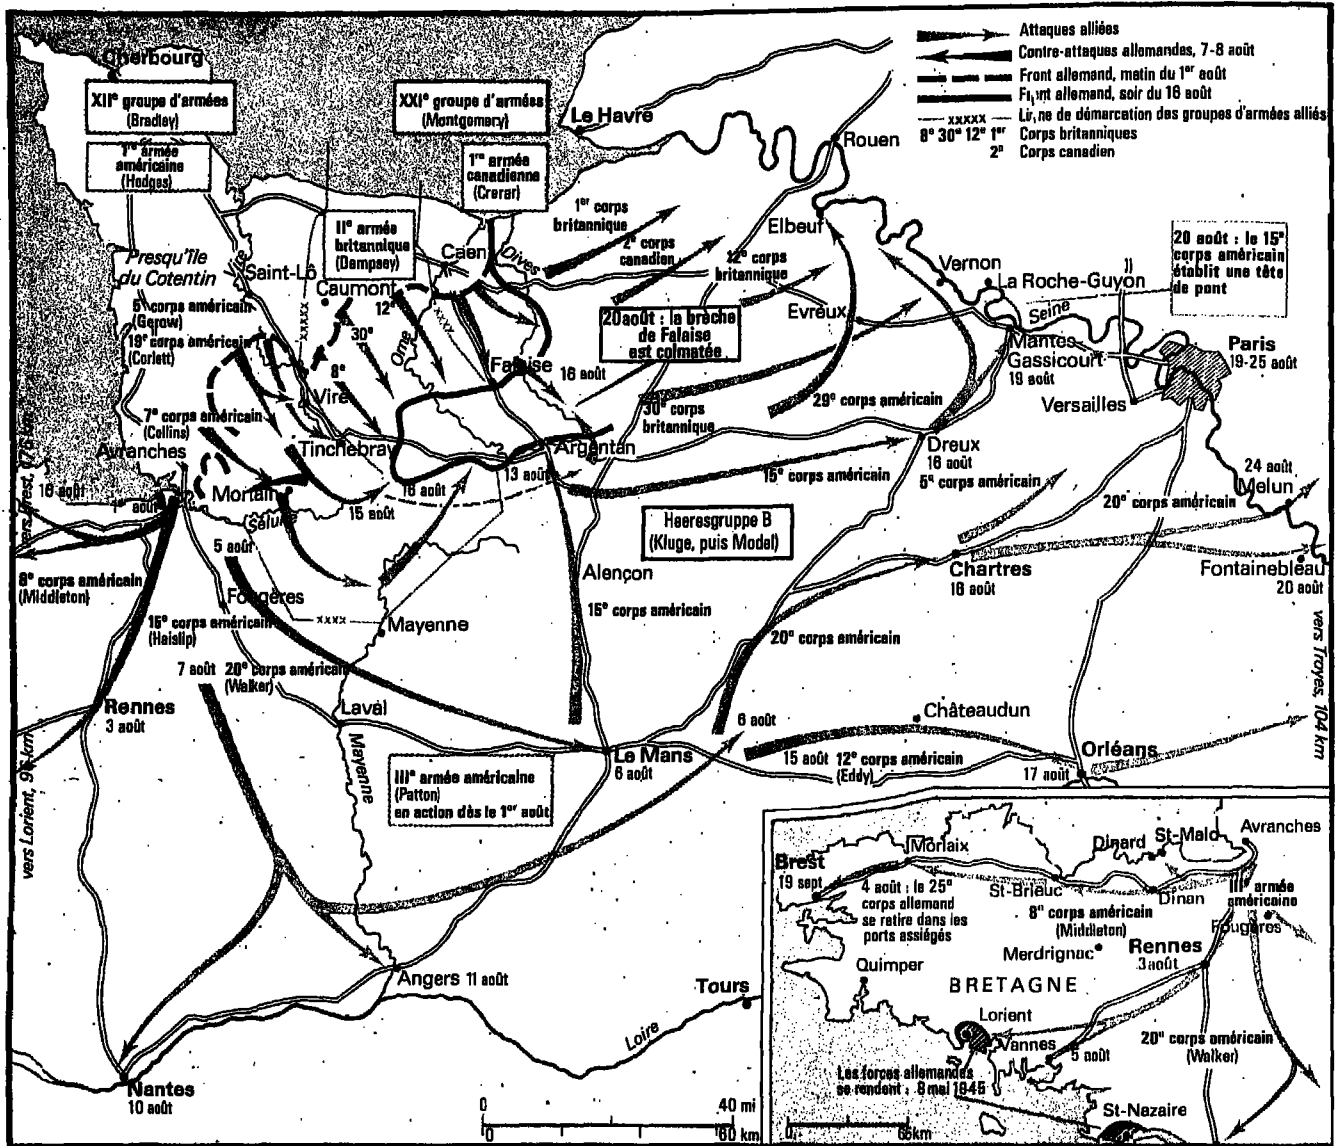 Attaques alliées
Contre-attaques allemandes, 7-8 août
Front allemand, matin du 1er août
Front allemand, soir du 16 août
xxxxx Ligne de démarcation des groupes d'armées alliés
8e 30e 12e 1er Corps britanniques
2e Corps canadien
Cherbourg
XIIe groupe d'armées
(Bradley)
1re armée
américaine
(Hodges)
XXIe groupe d'armées
(Montgomery)
1re armée
canadienne
(Crerar)
IIe armée
britannique
(Dempsey)
Le Havre
Rouen
Elbeuf
1er corps
britannique
2e corps
canadien
12e corps
britannique
Caen
Dives
Presqu'île
du Cotentin
Vire
Saint-Lô
Caumont
12e
30e
8e
xxxxx
xxxx
Orne
Falaise
16 août
5e corps américain
(Gerow)
19e corps américain
(Corlett)
Vire
7e corps américain
(Collins)
Avranches
Tinchebray
Mortain
Sélune
16 août
1er août
15 août
16 août
13 août
Argentan
20 août : la brèche
de Falaise
est colmatée
Evreux
Vernon
La Roche-Guyon
Seine
20 août : le 15e
corps américain
établit une tête
de pont
Mantes
Gassicourt
19 août
Paris
19-25 août
Versailles
30e corps
britannique
29e corps américain
Dreux
16 août
15e corps américain
5e corps américain
24 août
Melun
20e corps américain
Fontainebleau
20 août
Chartres
18 août
Heeresgruppe B
(Kluge, puis Model)
Alençon
15e corps américain
20e corps américain
5 août
8e corps américain
(Middleton)
Fougères
xxxx
Mayenne
15e corps américain
(Haislip)
7 août
20e corps américain
(Walker)
Rennes
3 août
Laval
Mayenne
Le Mans
6 août
6 août
IIIe armée américaine
(Patton)
en action dès le 1er août
Châteaudun
15 août
12e corps américain
(Eddy)
Orléans
17 août
vers Troyes, 104 km
vers Lorient, 96 km
Angers 11 août
Tours
Loire
Nantes
10 août
0 40 mi
0 60 km
Brest
19 sept
Morlaix
Dinard
St-Malo
Avranches
St-Brieuc
Dinan
IIIe armée
américaine
Fougères
4 août : le 25e
corps allemand
se retire dans les
ports assiégés
8e corps américain
(Middleton)
Merdrignac
Rennes
3 août
Quimper
BRETAGNE
Lorient
Vannes
5 août
20e corps américain
(Walker)
Les forces allemandes
se rendent : 8 mai 1945
St-Nazaire
0